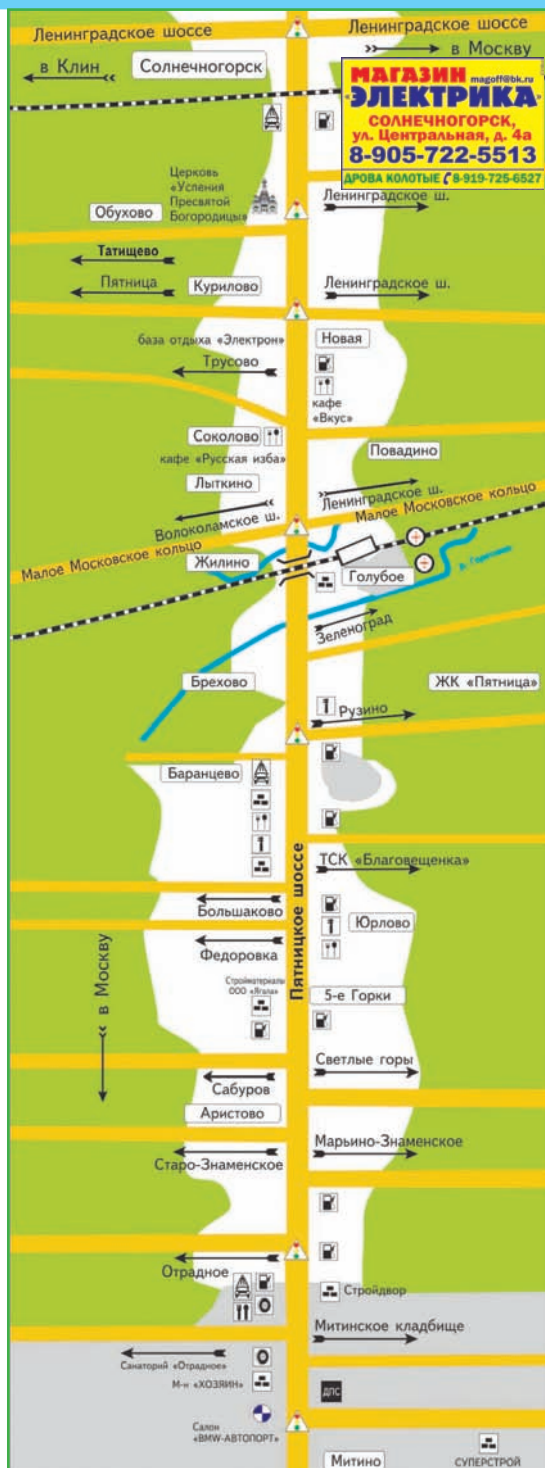 Ленинградское шоссе
Ленинградское шоссе
в Москву
в Клин
Солнечногорск
МАГАЗИН magoff@bk.ru
«ЭЛЕКТРИКА»
СОЛНЕЧНОГОРСК,
ул. Центральная, д. 4а
8-905-722-5513
ДРОВА КОЛОТЫЕ 8-919-725-6527
Церковь
«Успения
Пресвятой
Богородицы»
Обухово
Ленинградское ш.
Татищево
Пятница
Курилово
Ленинградское ш.
база отдыха «Электрон»
Новая
Трусово
кафе
«Вкус»
Соколово
кафе «Русская изба»
Повадино
Лыткино
Ленинградское ш.
Волоколамское ш.
Малое Московское кольцо
Малое Московское кольцо
Жилино
Голубое
Зеленоград
Брехово
ЖК «Пятница»
Рузино
Баранцево
Пятницкое шоссе
ТСК «Благовещенка»
Большаково
Юрлово
Федоровка
в Москву
Стройматериалы
ООО «Ягала»
5-е Горки
Светлые горы
Сабуров
Аристово
Марьино-Знаменское
Старо-Знаменское
Отрадное
Стройдвор
Митинское кладбище
Санаторий «Отрадное»
М-н «ХОЗЯИН»
ДПС
Салон
«BMW-АВТОПОРТ»
Митино
СУПЕРСТРОЙ